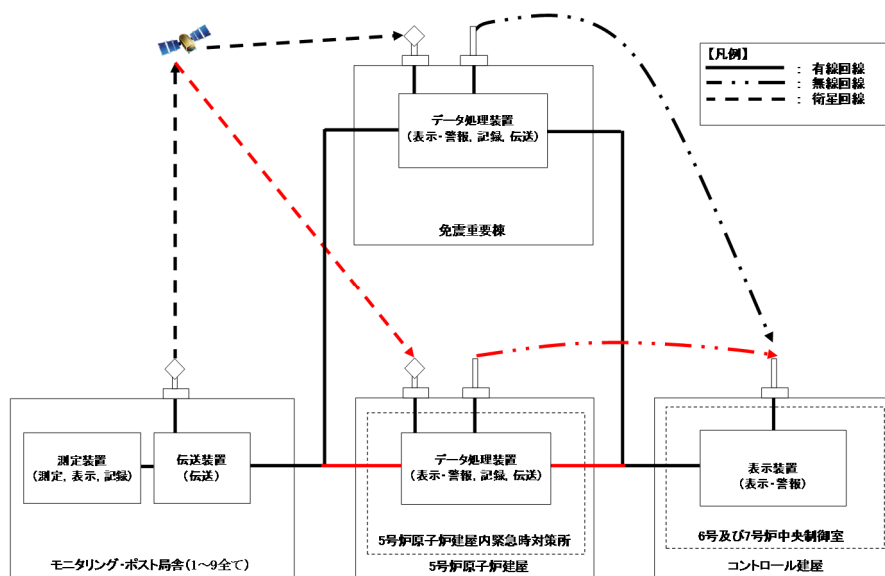 【凡例】
： 有線回線
： 無線回線
： 衛星回線
データ処理装置
(表示・警報, 記録, 伝送)
免震重要棟
測定装置
(測定, 表示, 記録)
伝送装置
(伝送)
モニタリング・ポスト局舎(1～9全て)
データ処理装置
(表示・警報, 記録, 伝送)
5号炉原子炉建屋内緊急時対策所
5号炉原子炉建屋
表示装置
(表示・警報)
6号及び7号炉中央制御室
コントロール建屋